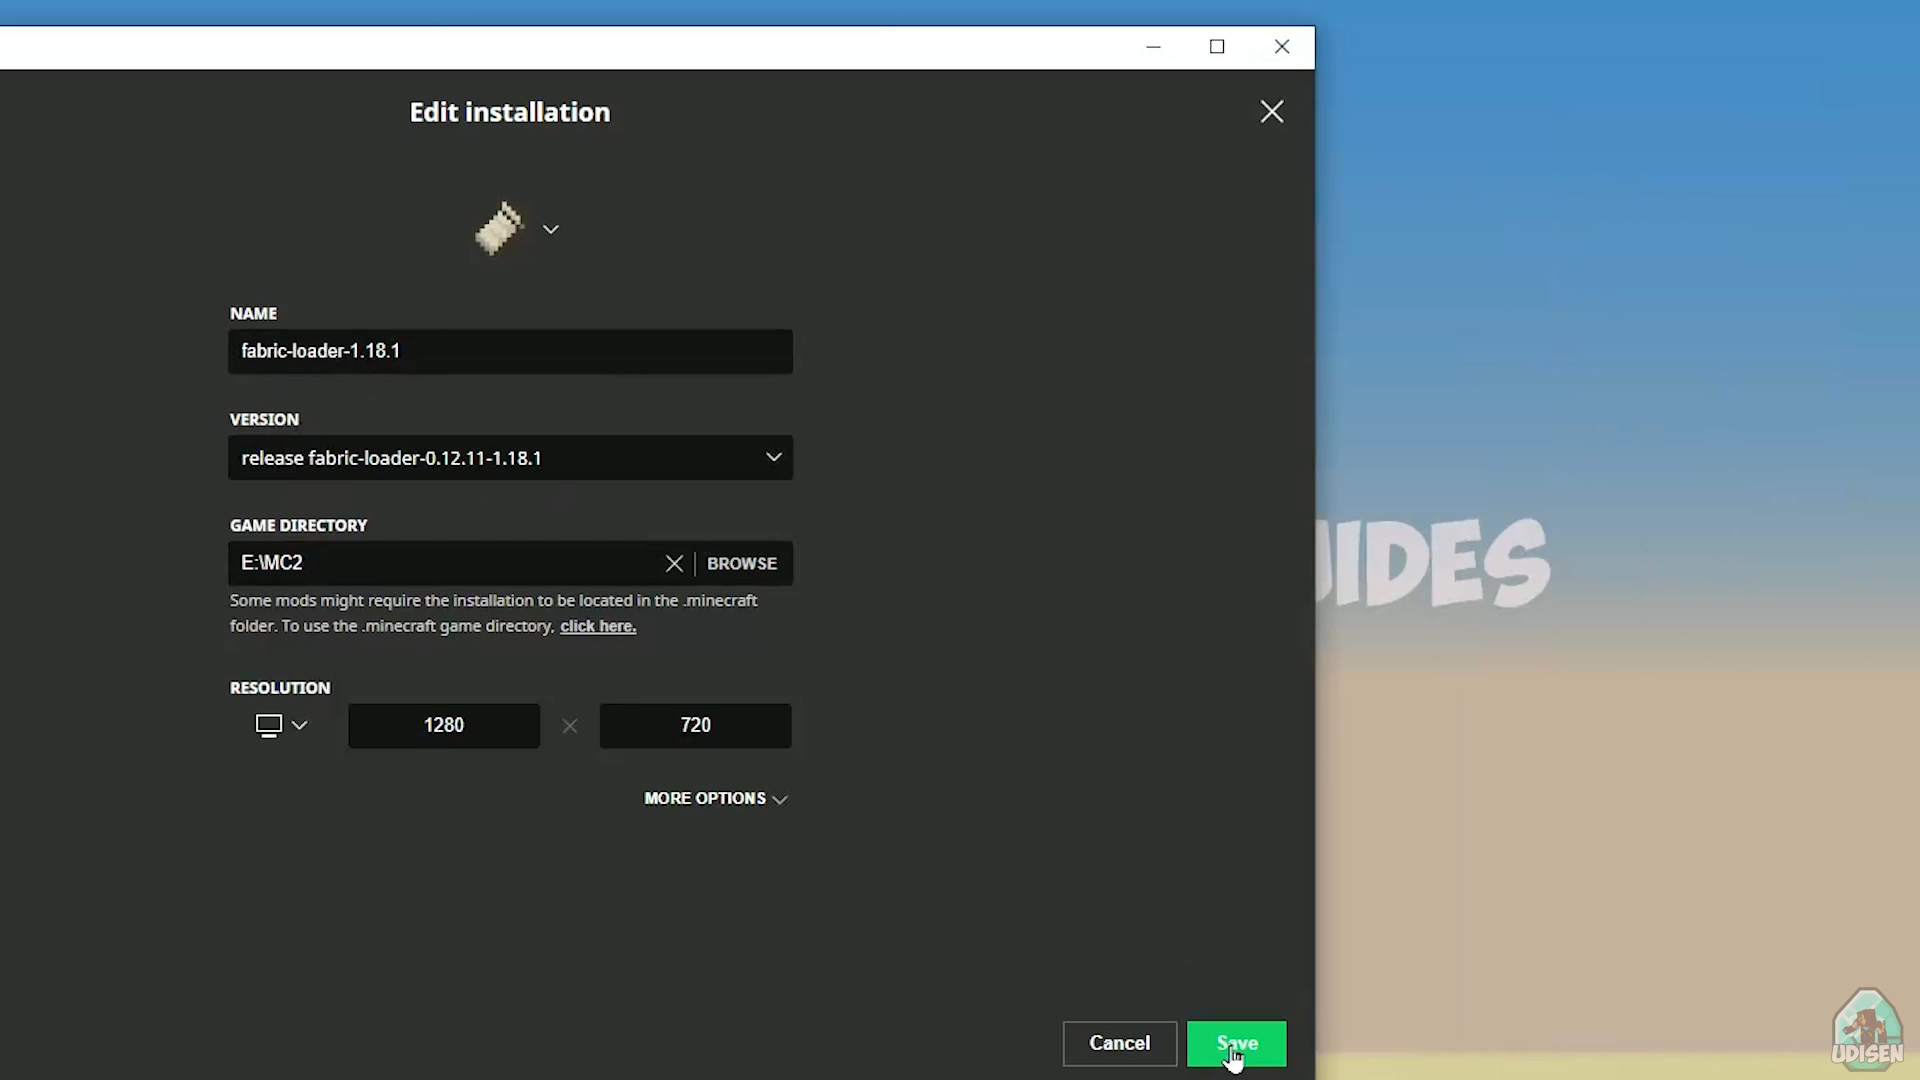 Edit installation
NAME
fabric-loader-1.18.1
VERSION
release fabric-loader-0.12.11-1.18.1
GAME DIRECTORY
E:\MC2
BROWSE
Some mods might require the installation to be located in the .minecraft
folder. To use the .minecraft game directory, click here.
RESOLUTION
1280
720
MORE OPTIONS
Cancel
Save
UIDES
UDISEN